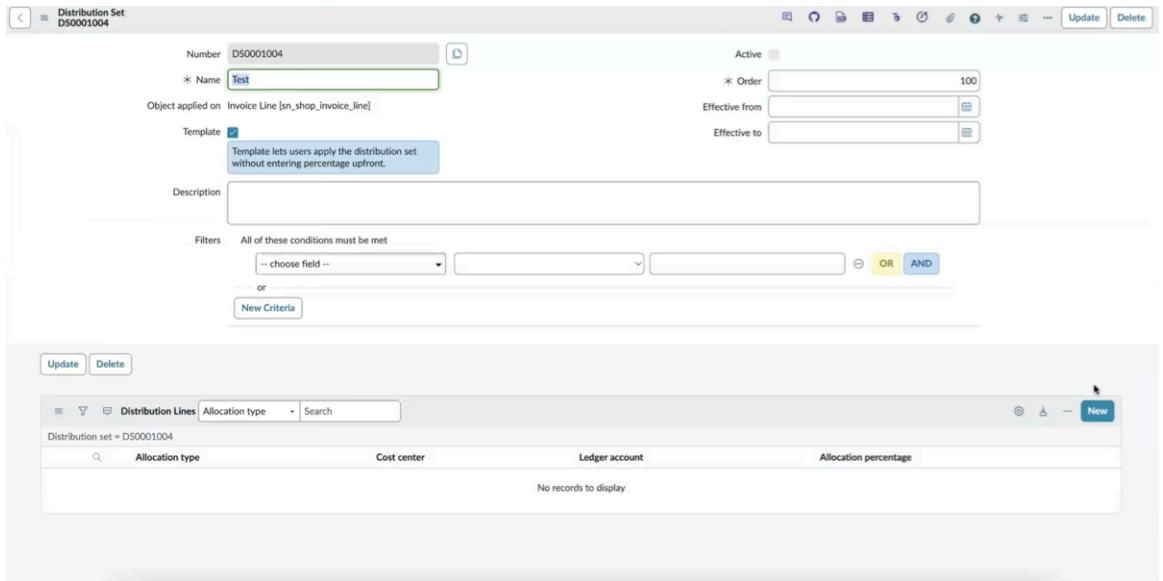 Distribution Set
DS0001004
Update Delete
Number DS0001004
Active
* Name Test
* Order 100
Object applied on Invoice Line [sn_shop_invoice_line]
Effective from
Template
Effective to
Template lets users apply the distribution set
without entering percentage upfront.
Description
Filters All of these conditions must be met
-- choose field --
OR AND
or
New Criteria
Update Delete
Distribution Lines Allocation type Search
New
Distribution set = DS0001004
Allocation type Cost center Ledger account Allocation percentage
No records to display